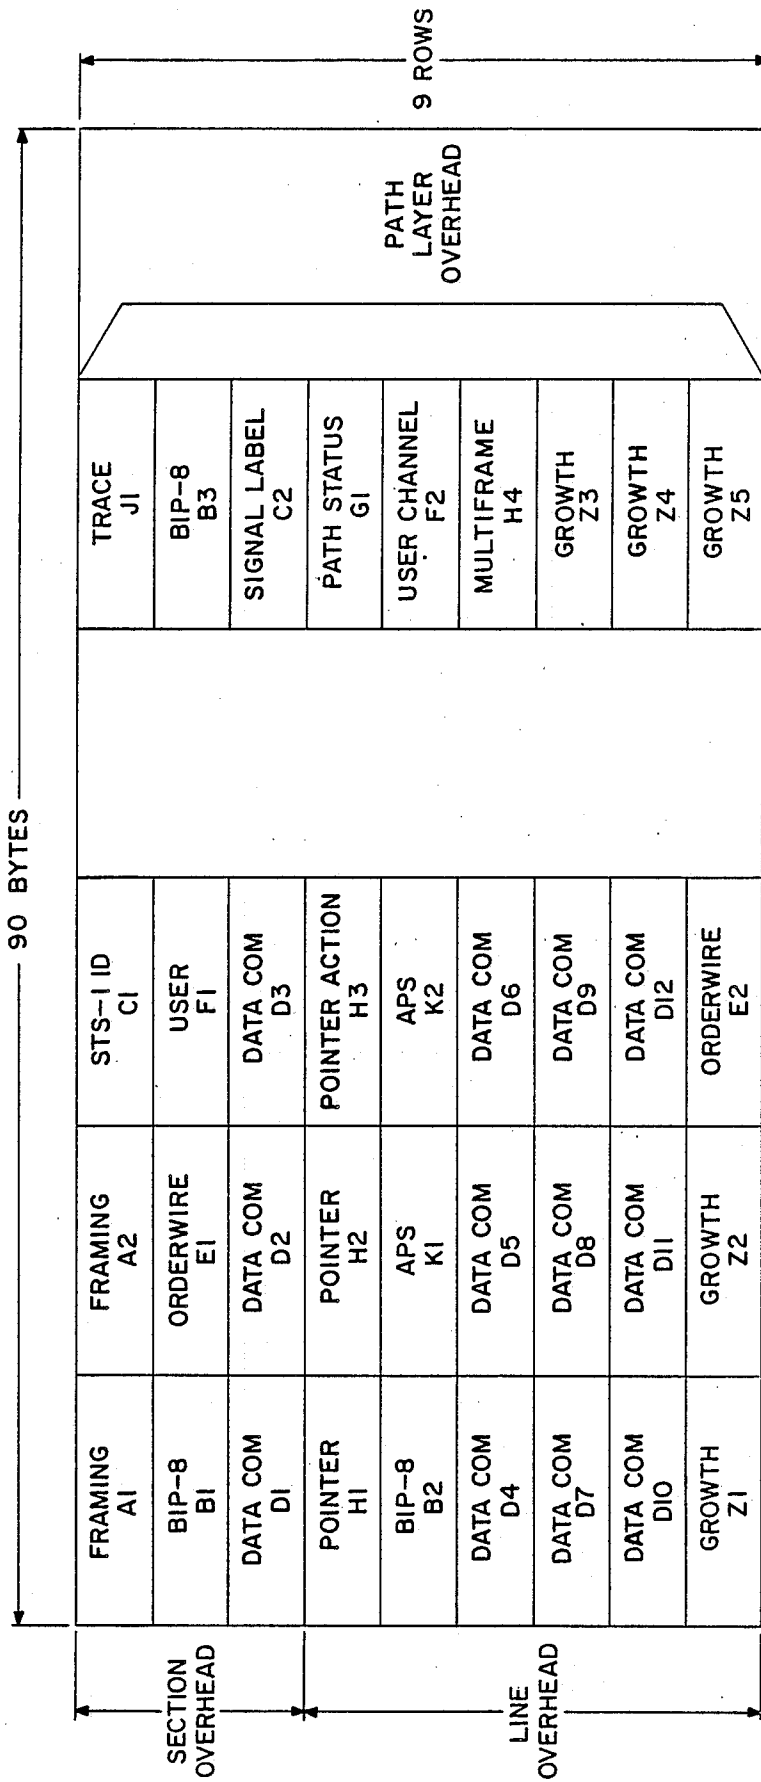 90 BYTES
SECTION
OVERHEAD
LINE
OVERHEAD
FRAMING
A1
FRAMING
A2
STS-1 ID
C1
TRACE
J1
BIP-8
B1
ORDERWIRE
E1
USER
F1
BIP-8
B3
DATA COM
D1
DATA COM
D2
DATA COM
D3
SIGNAL LABEL
C2
POINTER
H1
POINTER
H2
POINTER ACTION
H3
PATH STATUS
G1
BIP-8
B2
APS
K1
APS
K2
USER CHANNEL
F2
DATA COM
D4
DATA COM
D5
DATA COM
D6
MULTIFRAME
H4
DATA COM
D7
DATA COM
D8
DATA COM
D9
GROWTH
Z3
DATA COM
D10
DATA COM
D11
DATA COM
D12
GROWTH
Z4
GROWTH
Z1
GROWTH
Z2
ORDERWIRE
E2
GROWTH
Z5
PATH
LAYER
OVERHEAD
9 ROWS